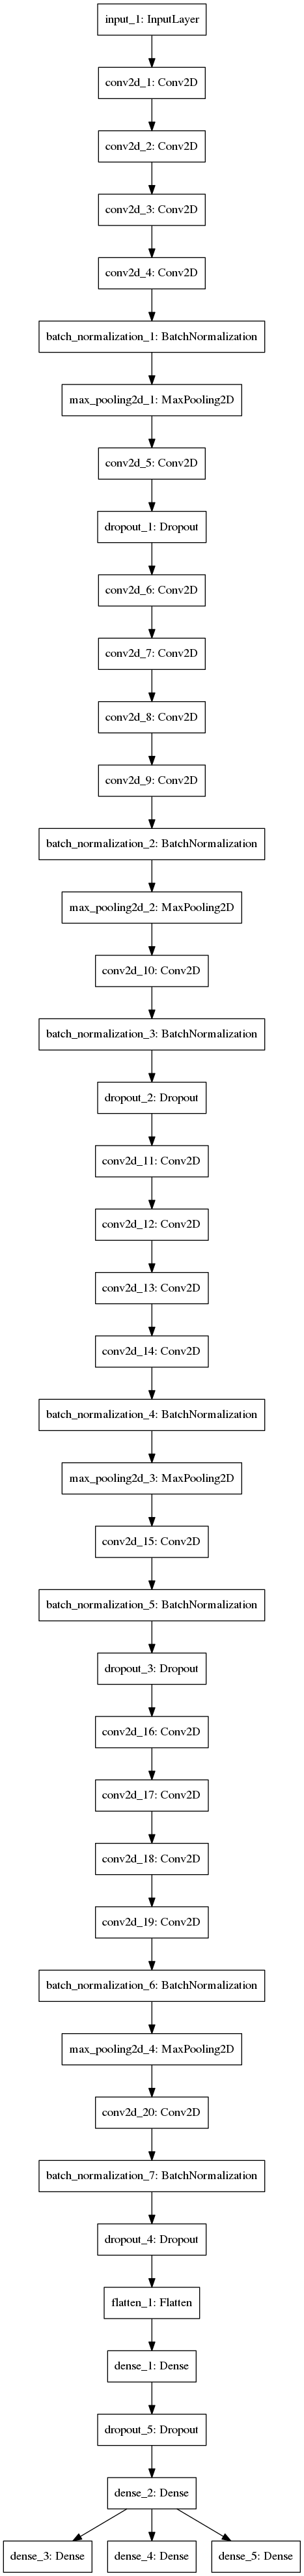 input_1: InputLayer
conv2d_1: Conv2D
conv2d_2: Conv2D
conv2d_3: Conv2D
conv2d_4: Conv2D
batch_normalization_1: BatchNormalization
max_pooling2d_1: MaxPooling2D
conv2d_5: Conv2D
dropout_1: Dropout
conv2d_6: Conv2D
conv2d_7: Conv2D
conv2d_8: Conv2D
conv2d_9: Conv2D
batch_normalization_2: BatchNormalization
max_pooling2d_2: MaxPooling2D
conv2d_10: Conv2D
batch_normalization_3: BatchNormalization
dropout_2: Dropout
conv2d_11: Conv2D
conv2d_12: Conv2D
conv2d_13: Conv2D
conv2d_14: Conv2D
batch_normalization_4: BatchNormalization
max_pooling2d_3: MaxPooling2D
conv2d_15: Conv2D
batch_normalization_5: BatchNormalization
dropout_3: Dropout
conv2d_16: Conv2D
conv2d_17: Conv2D
conv2d_18: Conv2D
conv2d_19: Conv2D
batch_normalization_6: BatchNormalization
max_pooling2d_4: MaxPooling2D
conv2d_20: Conv2D
batch_normalization_7: BatchNormalization
dropout_4: Dropout
flatten_1: Flatten
dense_1: Dense
dropout_5: Dropout
dense_2: Dense
dense_3: Dense dense_4: Dense dense_5: Dense